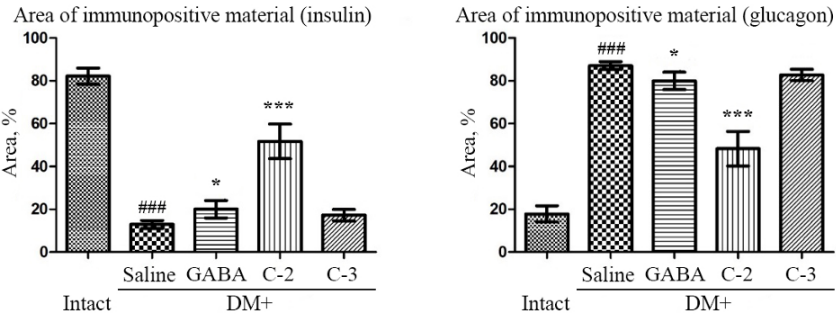 Area of immunopositive material (insulin)
100
80
60
40
20
0
Area, %
###
*
***
Saline GABA C-2 C-3
Intact DM+
Area of immunopositive material (glucagon)
100
80
60
40
20
0
Area, %
###
*
***
Saline GABA C-2 C-3
Intact DM+